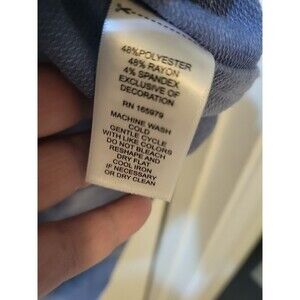 48%POLYESTER
48% RAYON
4% SPANDEX
EXCLUSIVE OF
DECORATION
RN 165979
MACHINE WASH
COLD
GENTLE CYCLE
WITH LIKE COLORS
DO NOT BLEACH
RESHAPE AND
DRY FLAT
COOL IRON
IF NECESSARY
OR DRY CLEAN